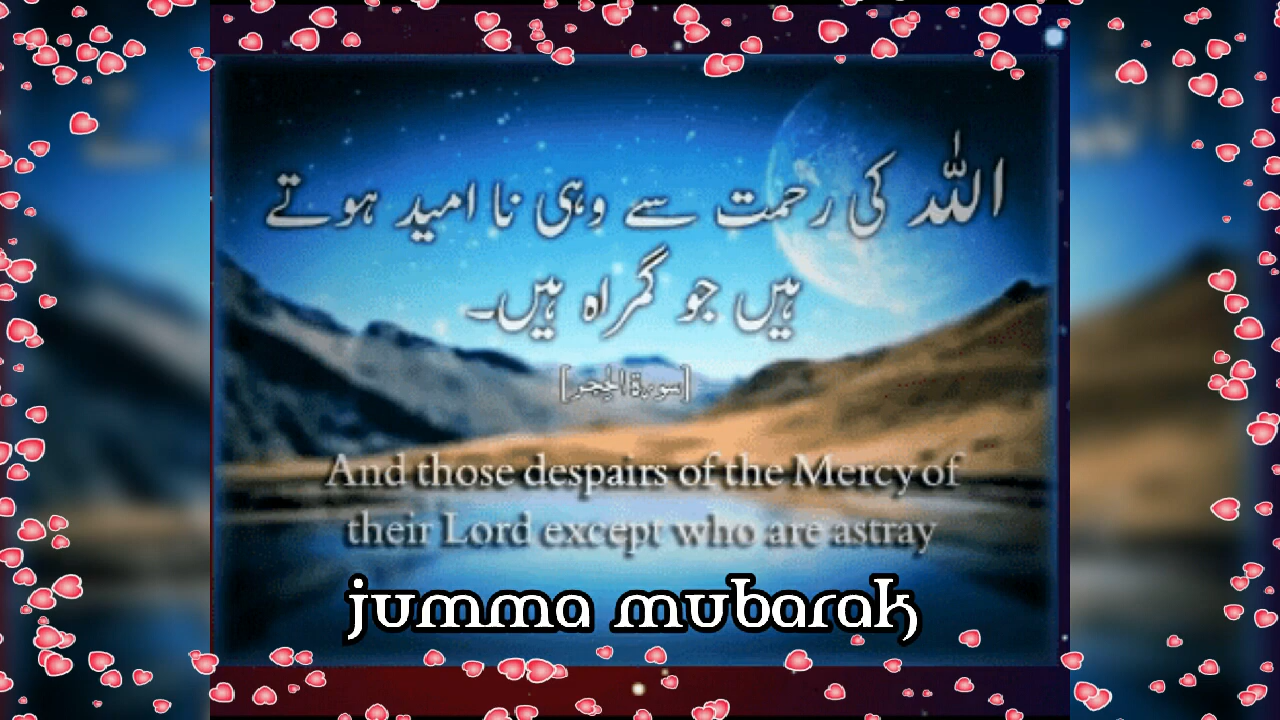 اللہ کی رحمت سے وہی نا امید ہوتے
ہیں جو گمراہ ہیں۔
[سورۃ الحجر]
And those despairs of the Mercy of
their Lord except who are astray
jumma mubarak